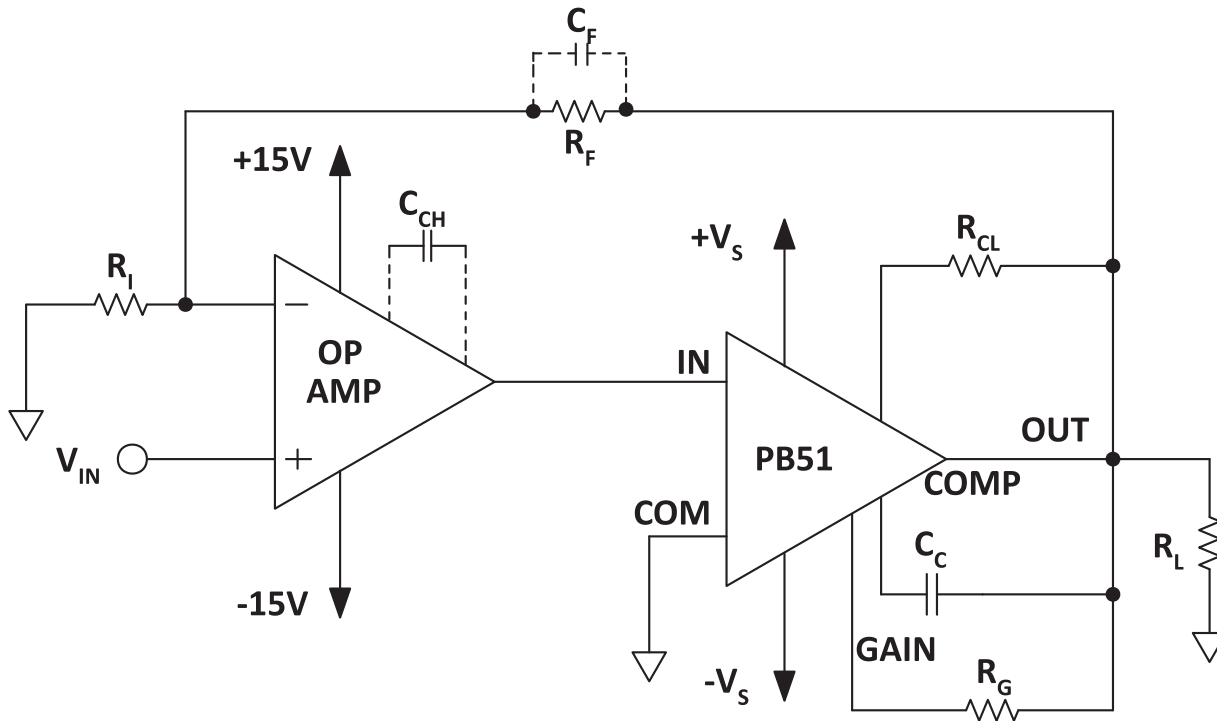 C_F
R_F
+15V
C_CH
R_CL
+V_S
R_I
−
OP
AMP
IN
OUT
V_IN
+
PB51
COMP
COM
C_C
R_L
-15V
GAIN
-V_S
R_G